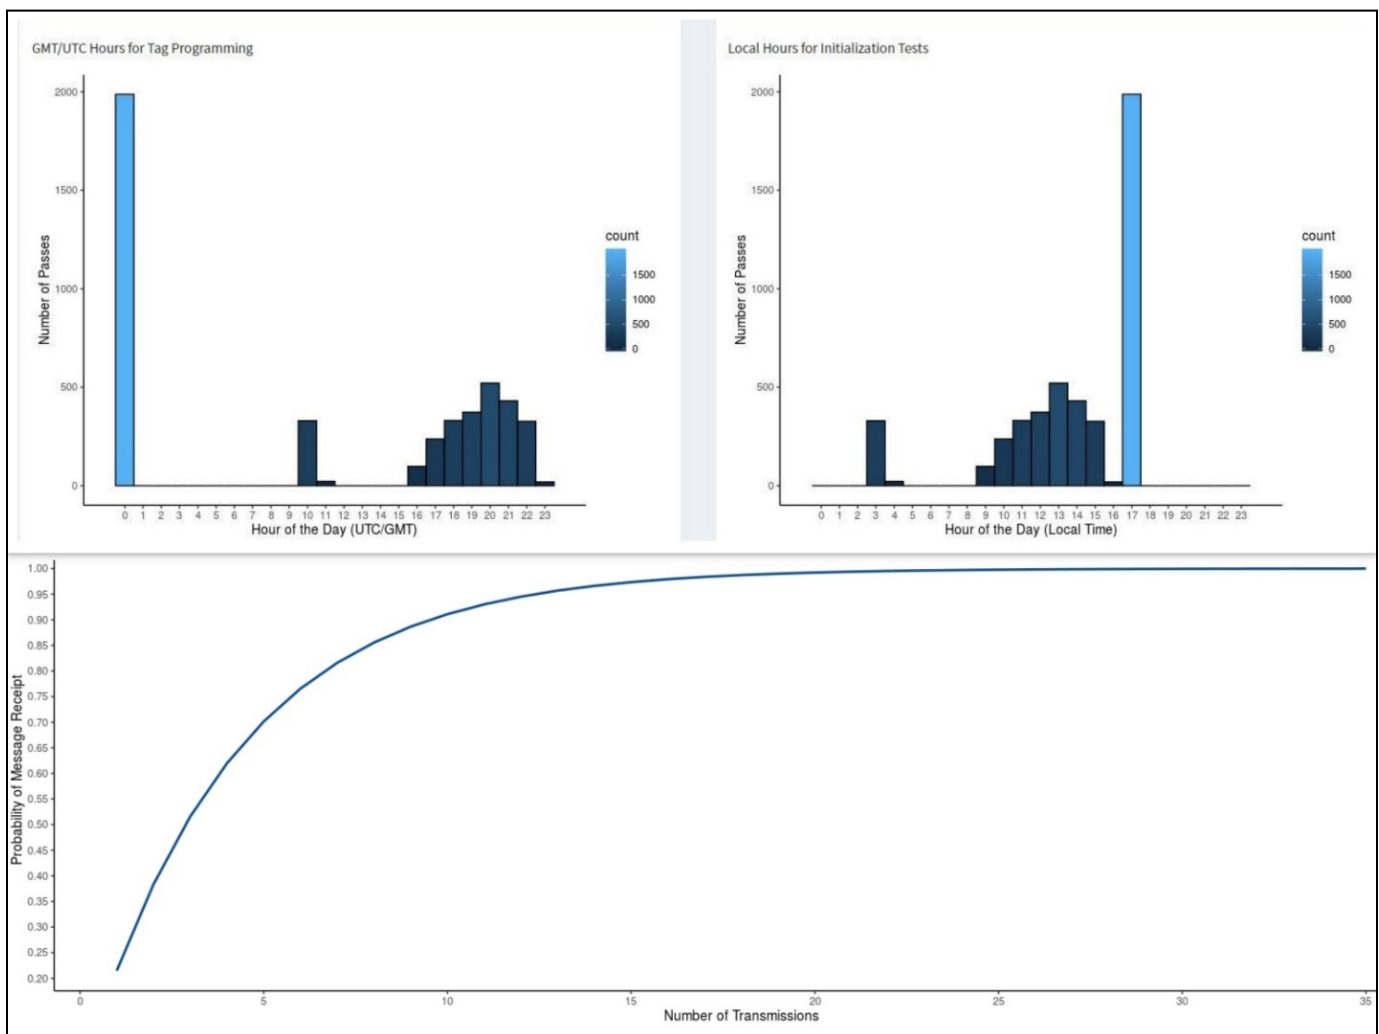 GMT/UTC Hours for Tag Programming
2000
1500
1000
500
0
Number of Passes
0 1 2 3 4 5 6 7 8 9 10 11 12 13 14 15 16 17 18 19 20 21 22 23
Hour of the Day (UTC/GMT)
count
1500
1000
500
0
Local Hours for Initialization Tests
2000
1500
1000
500
0
Number of Passes
0 1 2 3 4 5 6 7 8 9 10 11 12 13 14 15 16 17 18 19 20 21 22 23
Hour of the Day (Local Time)
count
1500
1000
500
0
1.00
0.95
0.90
0.85
0.80
0.75
0.70
0.65
0.60
0.55
0.50
0.45
0.40
0.35
0.30
0.25
0.20
Probability of Message Receipt
0 5 10 15 20 25 30 35
Number of Transmissions